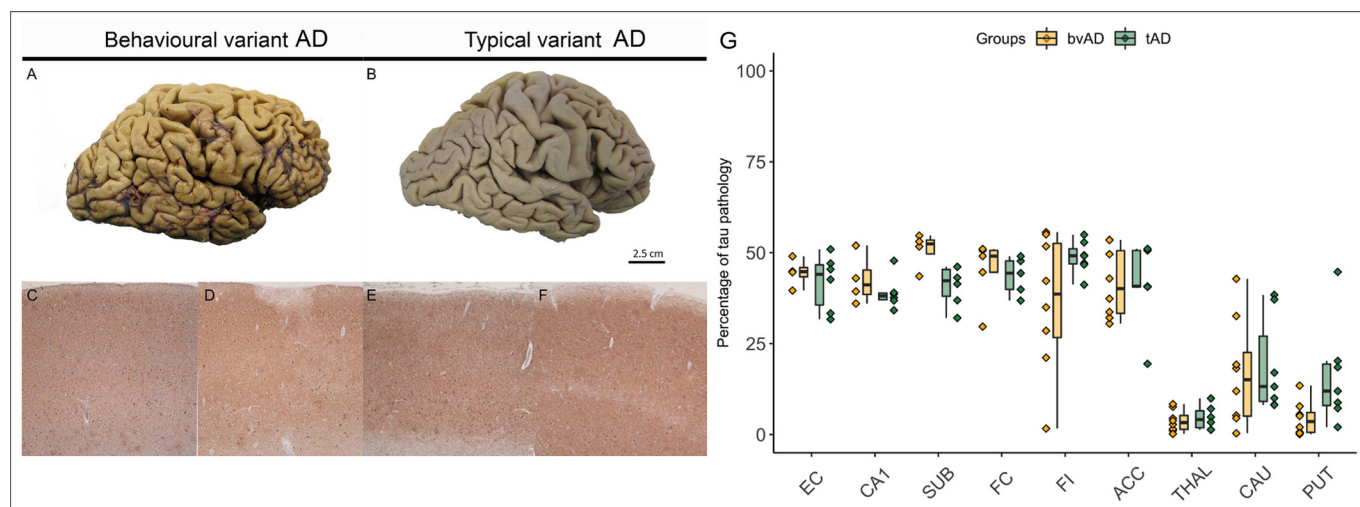 Behavioural variant AD
Typical variant AD
A
B
2.5 cm
C
D
E
F
G
Groups bvAD tAD
Percentage of tau pathology
100
75
50
25
0
EC CA1 SUB FC FI ACC THAL CAU PUT